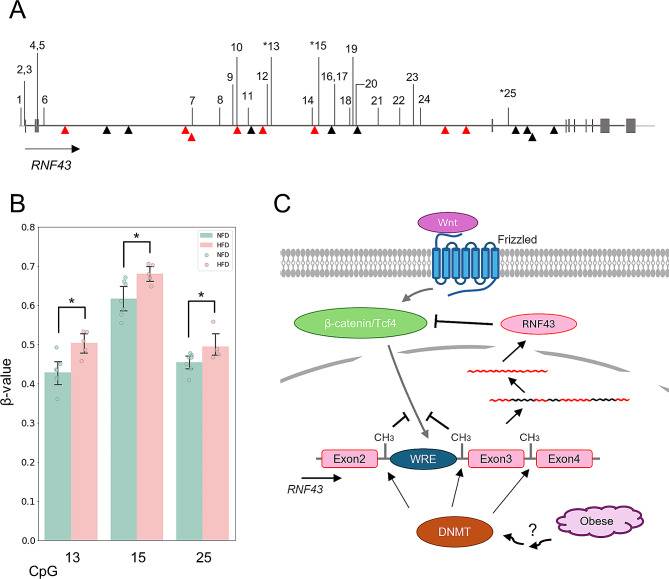 A
4,5
10
*13
*15
19
2,3
9
12
16,17
20
23
*25
1
6
7
8
11
14
18
21
22
24
RNF43
B
C
0.8
0.7
0.6
0.5
0.4
0.3
0.2
0.1
0.0
β-value
NFD
HFD
NFD
HFD
*
*
*
13
15
25
CpG
Wnt
Frizzled
β-catenin/Tcf4
RNF43
CH3
CH3
CH3
Exon2
WRE
Exon3
Exon4
RNF43
DNMT
?
Obese